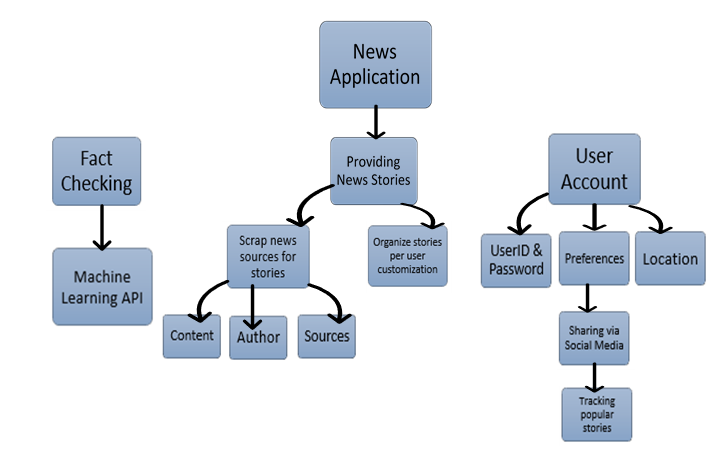 News
Application
Fact
Checking
Providing
News Stories
User
Account
Scrap news
sources for
stories
Organize stories
per user
customization
UserID &
Password
Preferences
Location
Machine
Learning API
Content
Author
Sources
Sharing via
Social Media
Tracking
popular
stories